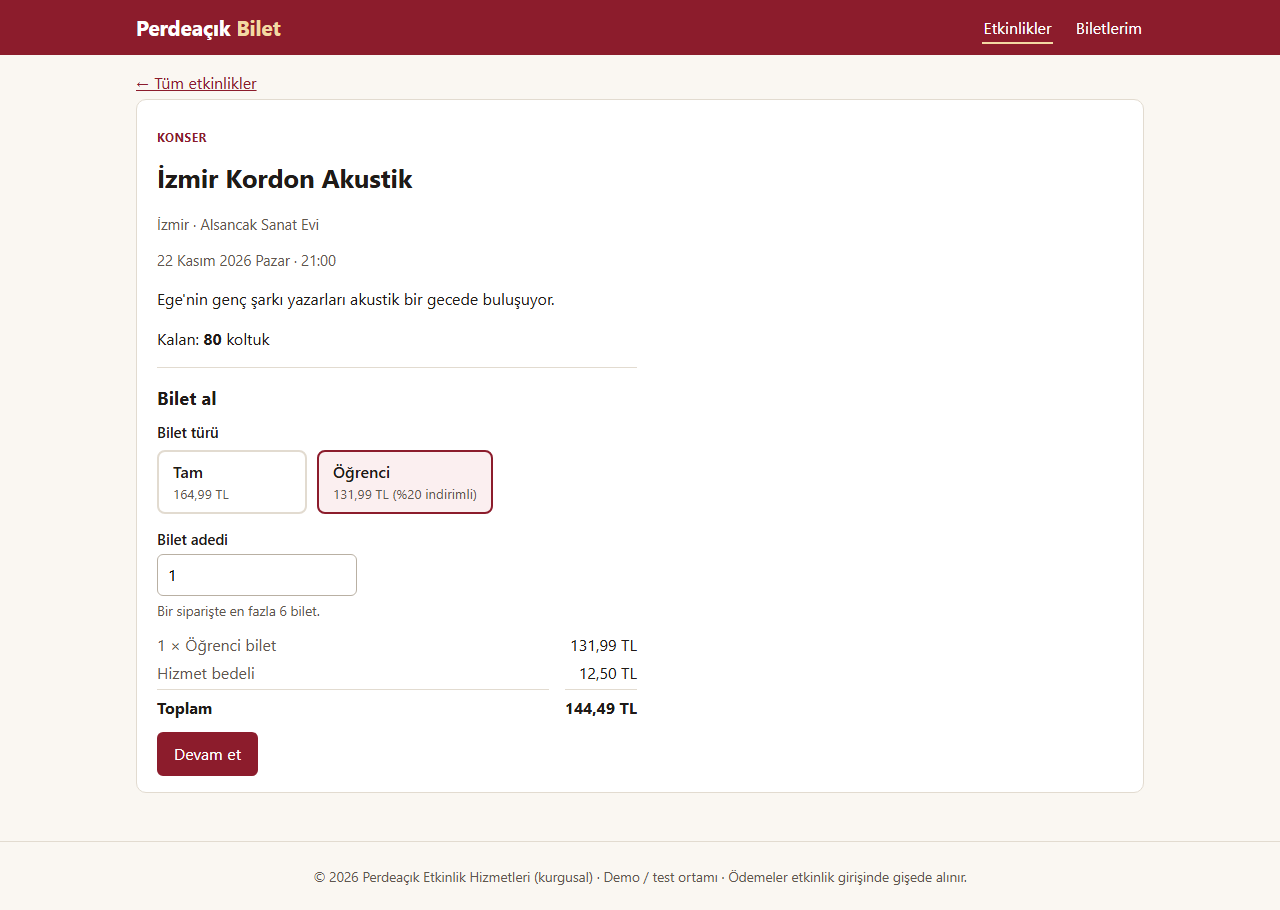 Perdeaçık Bilet
Etkinlikler
Biletlerim
← Tüm etkinlikler
KONSER
İzmir Kordon Akustik
İzmir · Alsancak Sanat Evi
22 Kasım 2026 Pazar · 21:00
Ege'nin genç şarkı yazarları akustik bir gecede buluşuyor.
Kalan: 80 koltuk
Bilet al
Bilet türü
Tam
164,99 TL
Öğrenci
131,99 TL (%20 indirimli)
Bilet adedi
1
Bir siparişte en fazla 6 bilet.
1 × Öğrenci bilet 131,99 TL
Hizmet bedeli 12,50 TL
Toplam 144,49 TL
Devam et
© 2026 Perdeaçık Etkinlik Hizmetleri (kurgusal) · Demo / test ortamı · Ödemeler etkinlik girişinde gişede alınır.